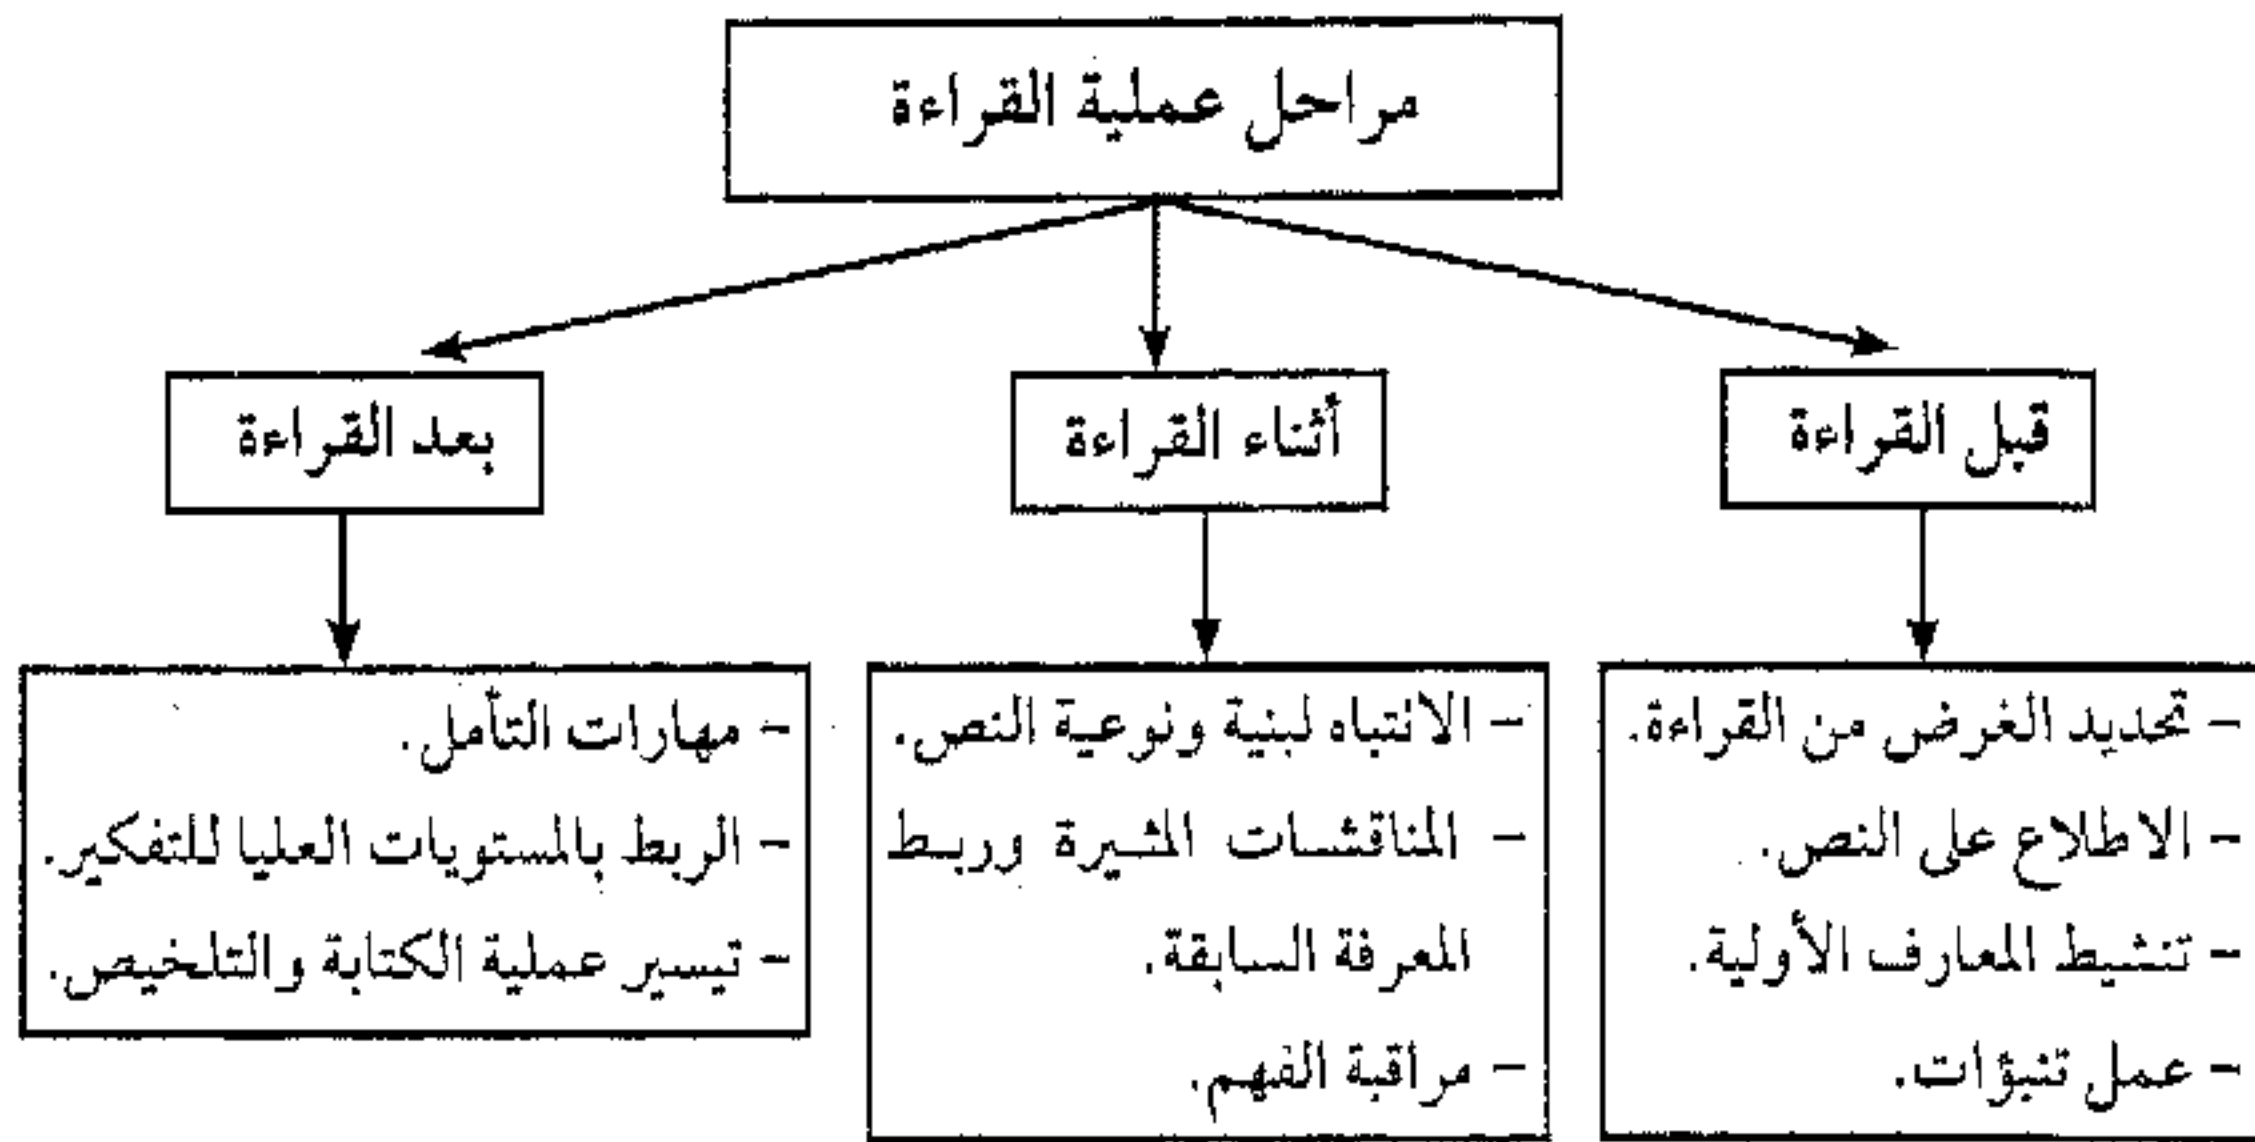 مراحل عملية القراءة
قبل القراءة
أثناء القراءة
بعد القراءة
- تحديد الغرض من القراءة.
- الاطلاع على النص.
- تنشيط المعارف الأولية.
- عمل تنبؤات.
- الانتباه لبنية ونوعية النص.
- المناقشات المثيرة وربط
المعرفة السابقة.
- مراقبة الفهم.
- مهارات التأمل.
- الربط بالمستويات العليا للتفكير.
- تيسير عملية الكتابة والتلخيص.